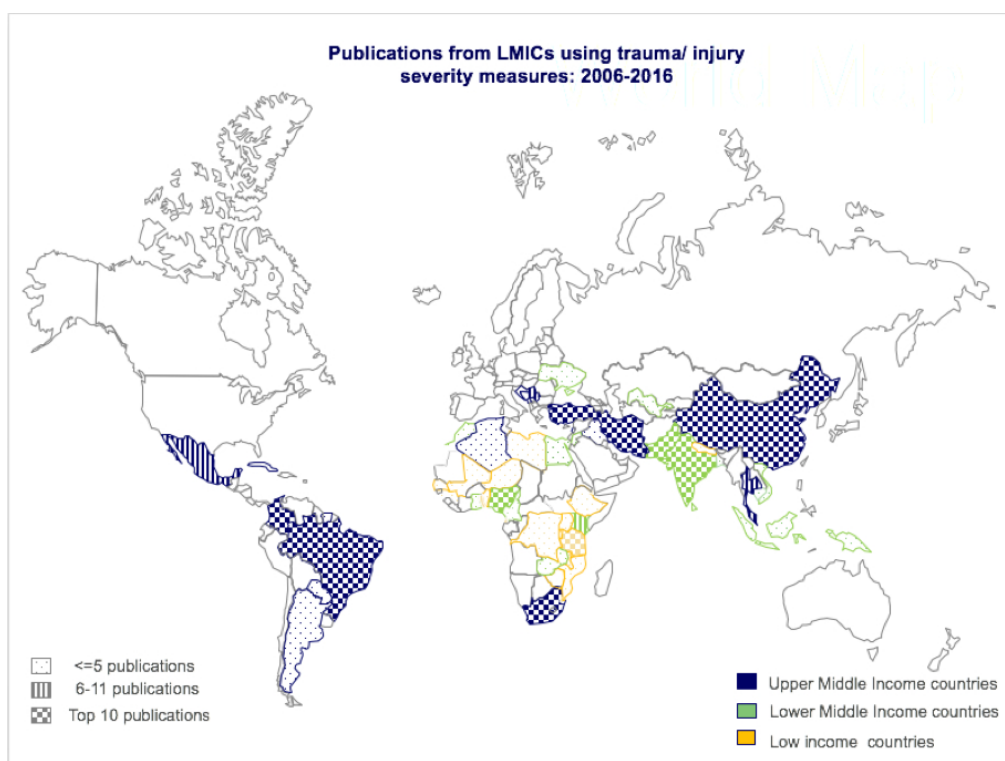 Publications from LMICs using trauma/ injury
severity measures: 2006-2016
<=5 publications
6-11 publications
Top 10 publications
Upper Middle Income countries
Lower Middle Income countries
Low income countries